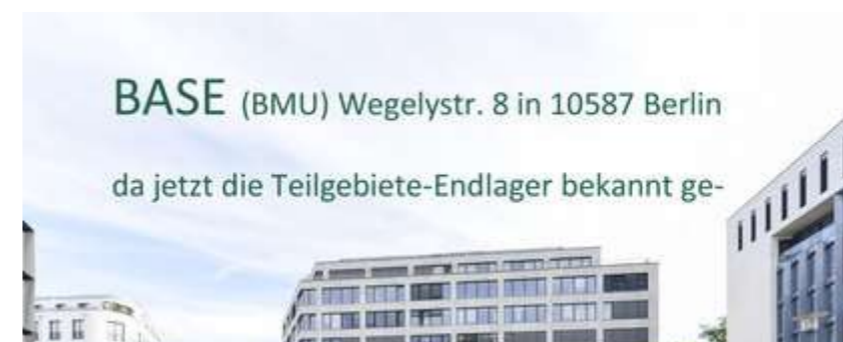 BASE (BMU) Wegelystr. 8 in 10587 Berlin
da jetzt die Teilgebiete-Endlager bekannt ge-